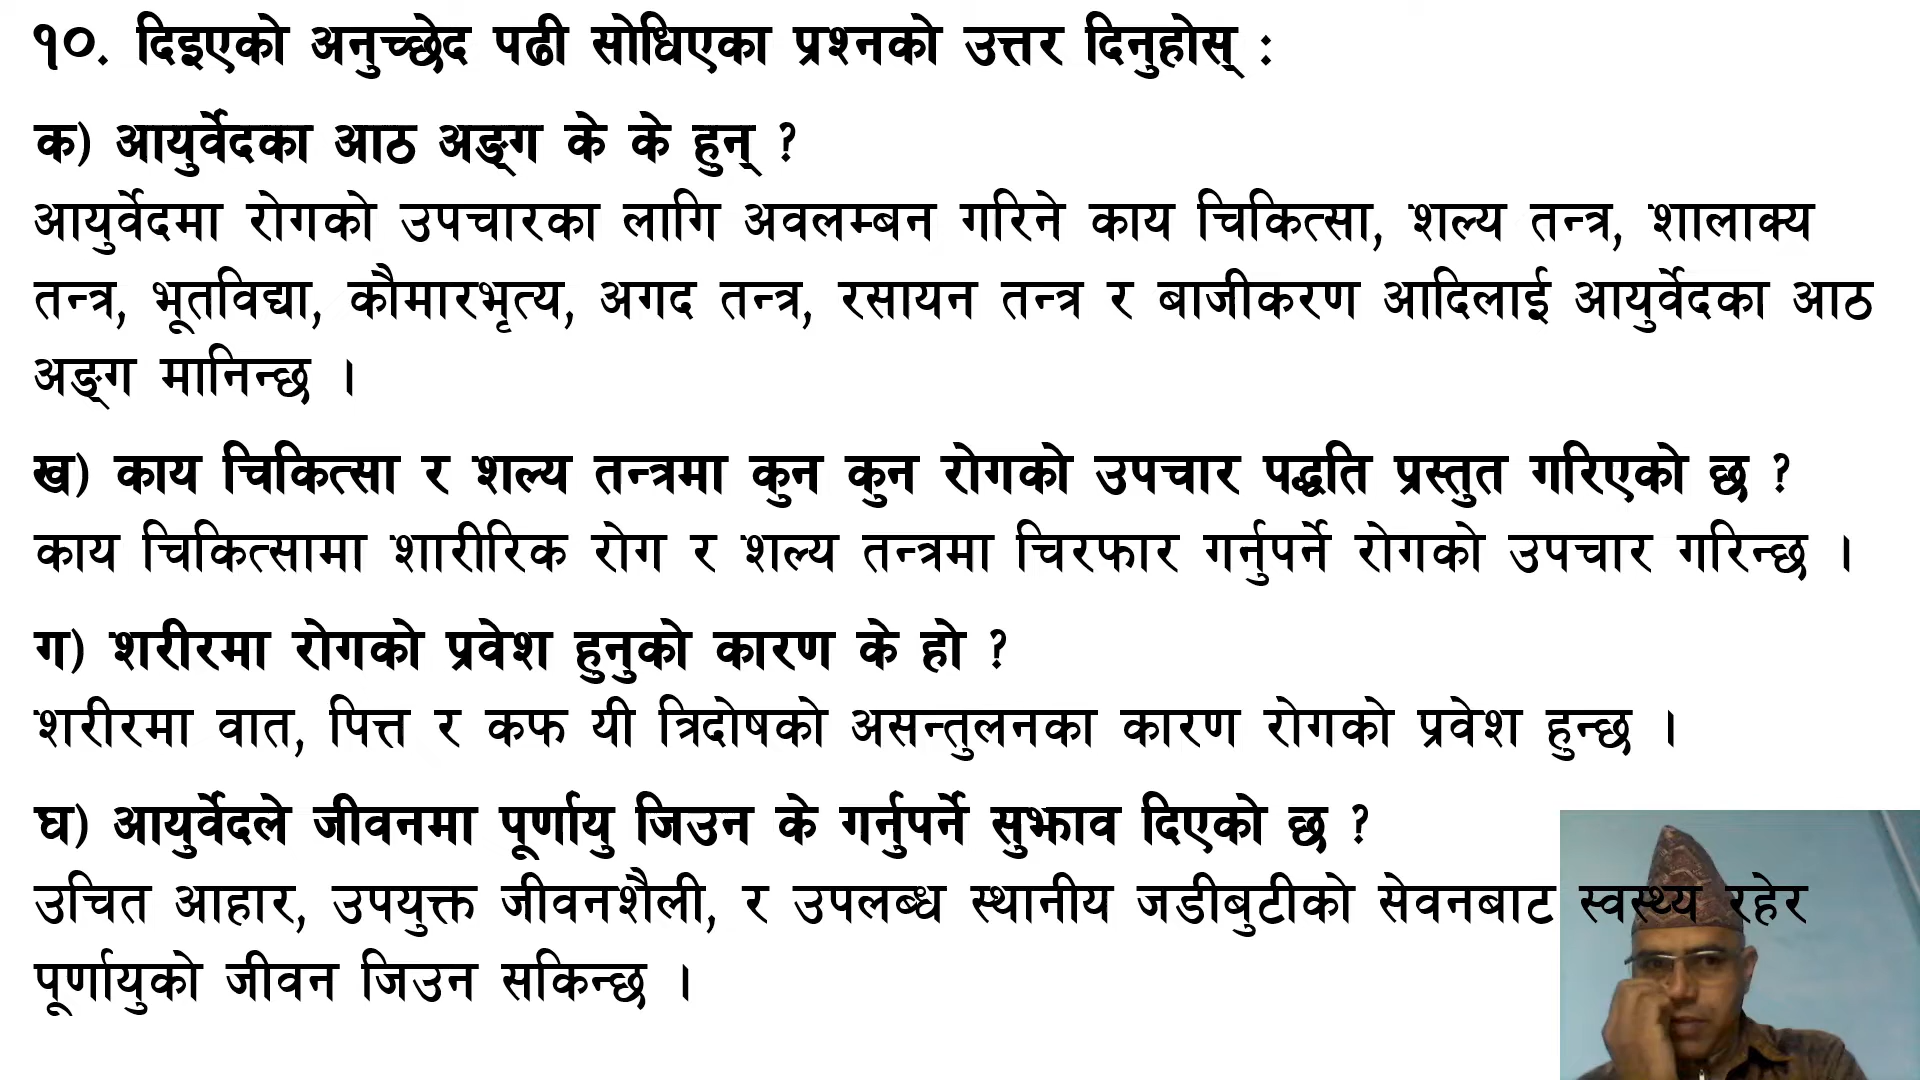 १०. दिइएको अनुच्छेद पढी सोधिएका प्रश्नको उत्तर दिनुहोस् :
क) आयुर्वेदका आठ अङ्ग के के हुन् ?
आयुर्वेदमा रोगको उपचारका लागि अवलम्बन गरिने काय चिकित्सा, शल्य तन्त्र, शालाक्य
तन्त्र, भूतविद्या, कौमारभृत्य, अगद तन्त्र, रसायन तन्त्र र बाजीकरण आदिलाई आयुर्वेदका आठ
अङ्ग मानिन्छ ।
ख) काय चिकित्सा र शल्य तन्त्रमा कुन कुन रोगको उपचार पद्धति प्रस्तुत गरिएको छ ?
काय चिकित्सामा शारीरिक रोग र शल्य तन्त्रमा चिरफार गर्नुपर्ने रोगको उपचार गरिन्छ ।
ग) शरीरमा रोगको प्रवेश हुनुको कारण के हो ?
शरीरमा वात, पित्त र कफ यी त्रिदोषको असन्तुलनका कारण रोगको प्रवेश हुन्छ ।
घ) आयुर्वेदले जीवनमा पूर्णायु जिउन के गर्नुपर्ने सुझाव दिएको छ ?
उचित आहार, उपयुक्त जीवनशैली, र उपलब्ध स्थानीय जडीबुटीको सेवनबाट स्वस्थ्य रहेर
पूर्णायुको जीवन जिउन सकिन्छ ।